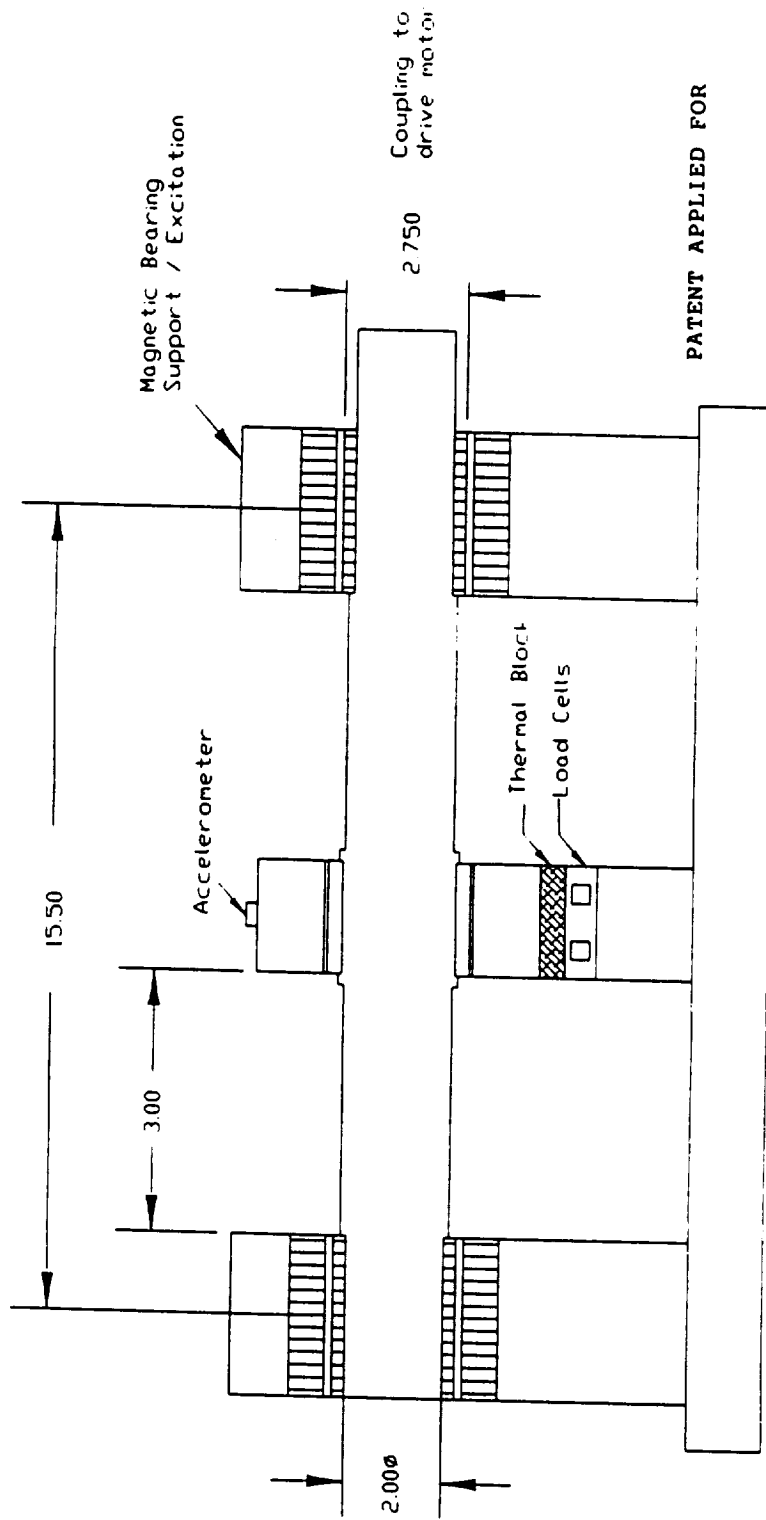 15.50
3.00
Accelerometer
Magnetic Bearing
Support / Excitation
2.00ø
2.750
Coupling to
drive motor
Thermal Block
Load Cells
PATENT APPLIED FOR